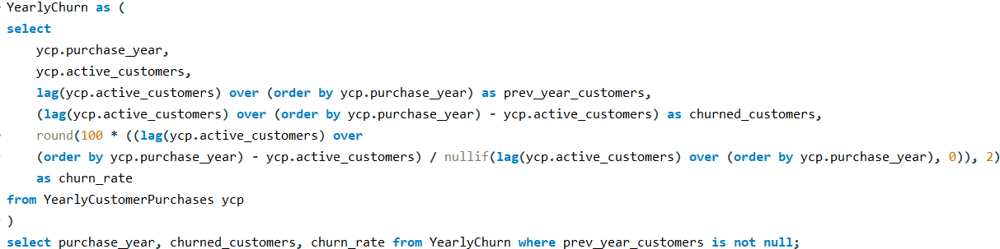 YearlyChurn as (
select
ycp.purchase_year,
ycp.active_customers,
lag(ycp.active_customers) over (order by ycp.purchase_year) as prev_year_customers,
(lag(ycp.active_customers) over (order by ycp.purchase_year) - ycp.active_customers) as churned_customers,
round(100 * ((lag(ycp.active_customers) over
(order by ycp.purchase_year) - ycp.active_customers) / nullif(lag(ycp.active_customers) over (order by ycp.purchase_year), 0)), 2)
as churn_rate
from YearlyCustomerPurchases ycp
)
select purchase_year, churned_customers, churn_rate from YearlyChurn where prev_year_customers is not null;